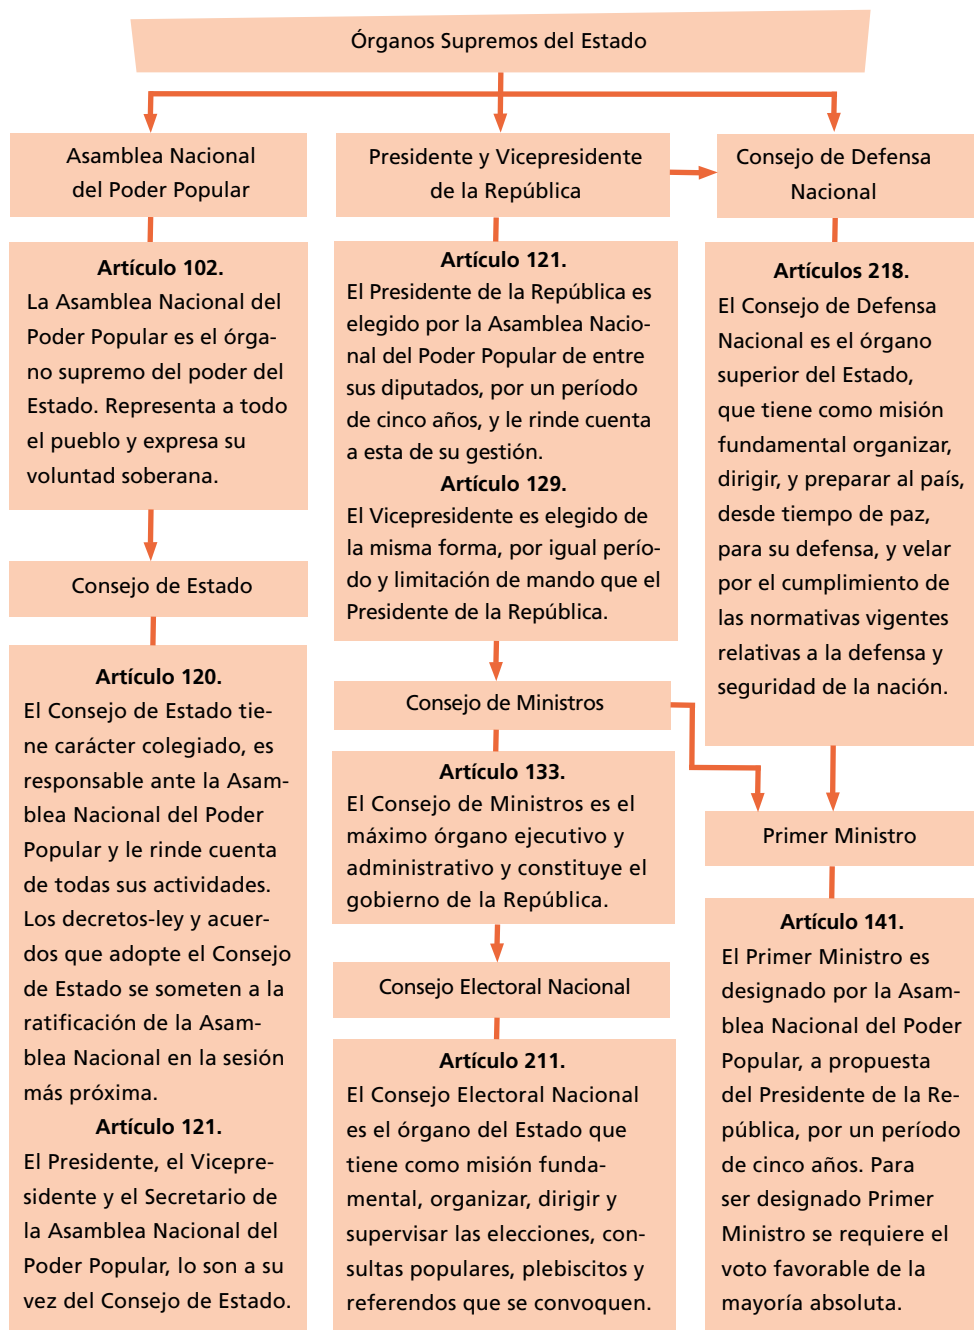 Órganos Supremos del Estado
Asamblea Nacional
del Poder Popular
Artículo 102.
La Asamblea Nacional del
Poder Popular es el órga-
no supremo del poder del
Estado. Representa a todo
el pueblo y expresa su
voluntad soberana.
Consejo de Estado
Artículo 120.
El Consejo de Estado tie-
ne carácter colegiado, es
responsable ante la Asam-
blea Nacional del Poder
Popular y le rinde cuenta
de todas sus actividades.
Los decretos-ley y acuer-
dos que adopte el Consejo
de Estado se someten a la
ratificación de la Asam-
blea Nacional en la sesión
más próxima.
Artículo 121.
El Presidente, el Vicepre-
sidente y el Secretario de
la Asamblea Nacional del
Poder Popular, lo son a su
vez del Consejo de Estado.
Presidente y Vicepresidente
de la República
Artículo 121.
El Presidente de la República es
elegido por la Asamblea Nacio-
nal del Poder Popular de entre
sus diputados, por un período
de cinco años, y le rinde cuenta
a esta de su gestión.
Artículo 129.
El Vicepresidente es elegido de
la misma forma, por igual perío-
do y limitación de mando que el
Presidente de la República.
Consejo de Ministros
Artículo 133.
El Consejo de Ministros es el
máximo órgano ejecutivo y
administrativo y constituye el
gobierno de la República.
Consejo Electoral Nacional
Artículo 211.
El Consejo Electoral Nacional
es el órgano del Estado que
tiene como misión funda-
mental, organizar, dirigir y
supervisar las elecciones, con-
sultas populares, plebiscitos y
referendos que se convoquen.
Consejo de Defensa
Nacional
Artículos 218.
El Consejo de Defensa
Nacional es el órgano
superior del Estado,
que tiene como misión
fundamental organizar,
dirigir, y preparar al país,
desde tiempo de paz,
para su defensa, y velar
por el cumplimiento de
las normativas vigentes
relativas a la defensa y
seguridad de la nación.
Primer Ministro
Artículo 141.
El Primer Ministro es
designado por la Asam-
blea Nacional del Poder
Popular, a propuesta
del Presidente de la Re-
pública, por un período
de cinco años. Para
ser designado Primer
Ministro se requiere el
voto favorable de la
mayoría absoluta.